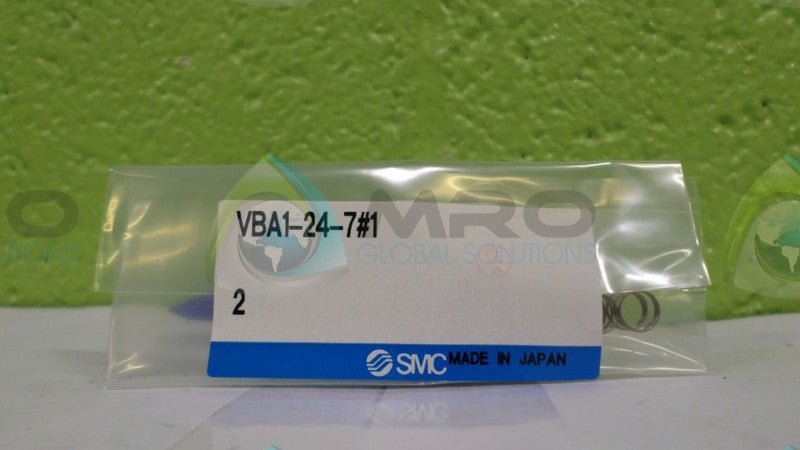 VBA1-24-7#1
2
SMC MADE IN JAPAN
MRO
GLOBAL SOLUTIONS